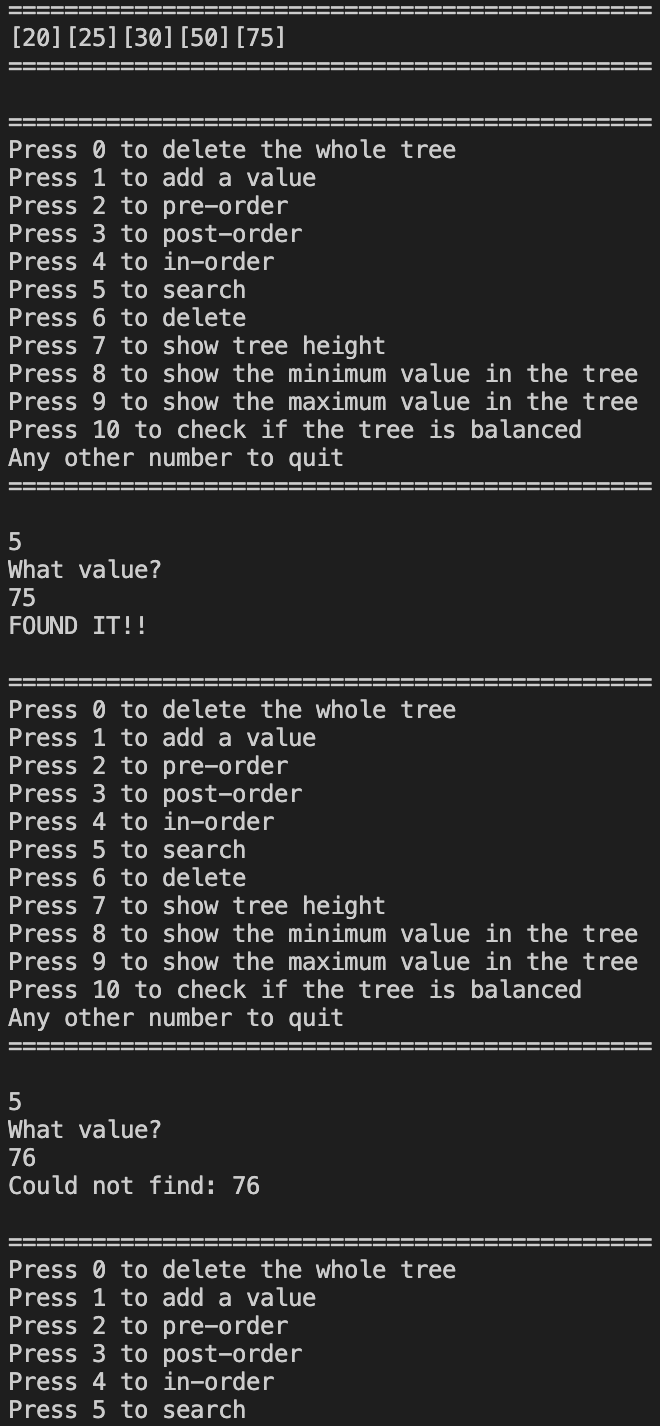 ==============================================
[20][25][30][50][75]
==============================================
==============================================
Press 0 to delete the whole tree
Press 1 to add a value
Press 2 to pre-order
Press 3 to post-order
Press 4 to in-order
Press 5 to search
Press 6 to delete
Press 7 to show tree height
Press 8 to show the minimum value in the tree
Press 9 to show the maximum value in the tree
Press 10 to check if the tree is balanced
Any other number to quit
==============================================
5
What value?
75
FOUND IT!!
==============================================
Press 0 to delete the whole tree
Press 1 to add a value
Press 2 to pre-order
Press 3 to post-order
Press 4 to in-order
Press 5 to search
Press 6 to delete
Press 7 to show tree height
Press 8 to show the minimum value in the tree
Press 9 to show the maximum value in the tree
Press 10 to check if the tree is balanced
Any other number to quit
==============================================
5
What value?
76
Could not find: 76
==============================================
Press 0 to delete the whole tree
Press 1 to add a value
Press 2 to pre-order
Press 3 to post-order
Press 4 to in-order
Press 5 to search